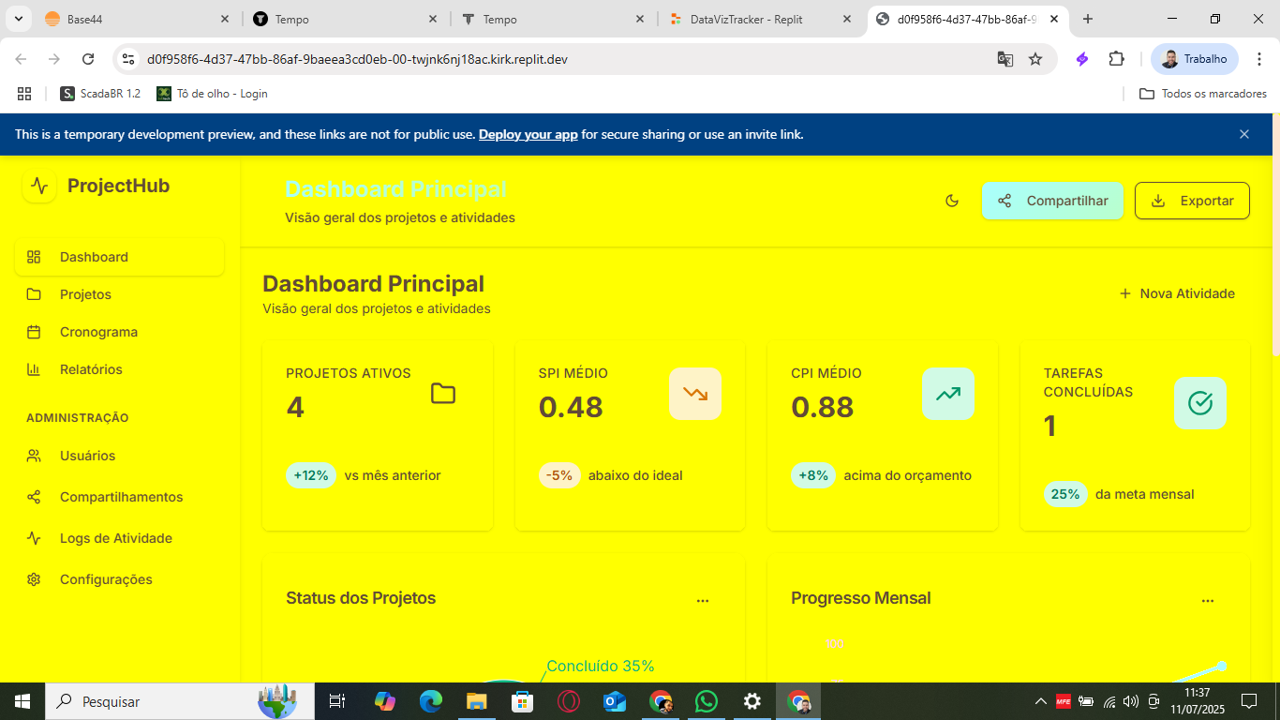 Base44
Tempo
Tempo
DataVizTracker - Replit
d0f958f6-4d37-47bb-86af-9
d0f958f6-4d37-47bb-86af-9baeea3cd0eb-00-twjnk6nj18ac.kirk.replit.dev
Trabalho
ScadaBR 1.2
Tô de olho - Login
Todos os marcadores
This is a temporary development preview, and these links are not for public use. Deploy your app for secure sharing or use an invite link.
ProjectHub
Dashboard
Projetos
Cronograma
Relatórios
ADMINISTRAÇÃO
Usuários
Compartilhamentos
Logs de Atividade
Configurações
Dashboard Principal
Visão geral dos projetos e atividades
Compartilhar
Exportar
Dashboard Principal
Visão geral dos projetos e atividades
+ Nova Atividade
PROJETOS ATIVOS
4
+12% vs mês anterior
SPI MÉDIO
0.48
-5% abaixo do ideal
CPI MÉDIO
0.88
+8% acima do orçamento
TAREFAS
CONCLUÍDAS
1
25% da meta mensal
Status dos Projetos
...
Concluído 35%
Progresso Mensal
...
100
Pesquisar
MFE
11:37
11/07/2025